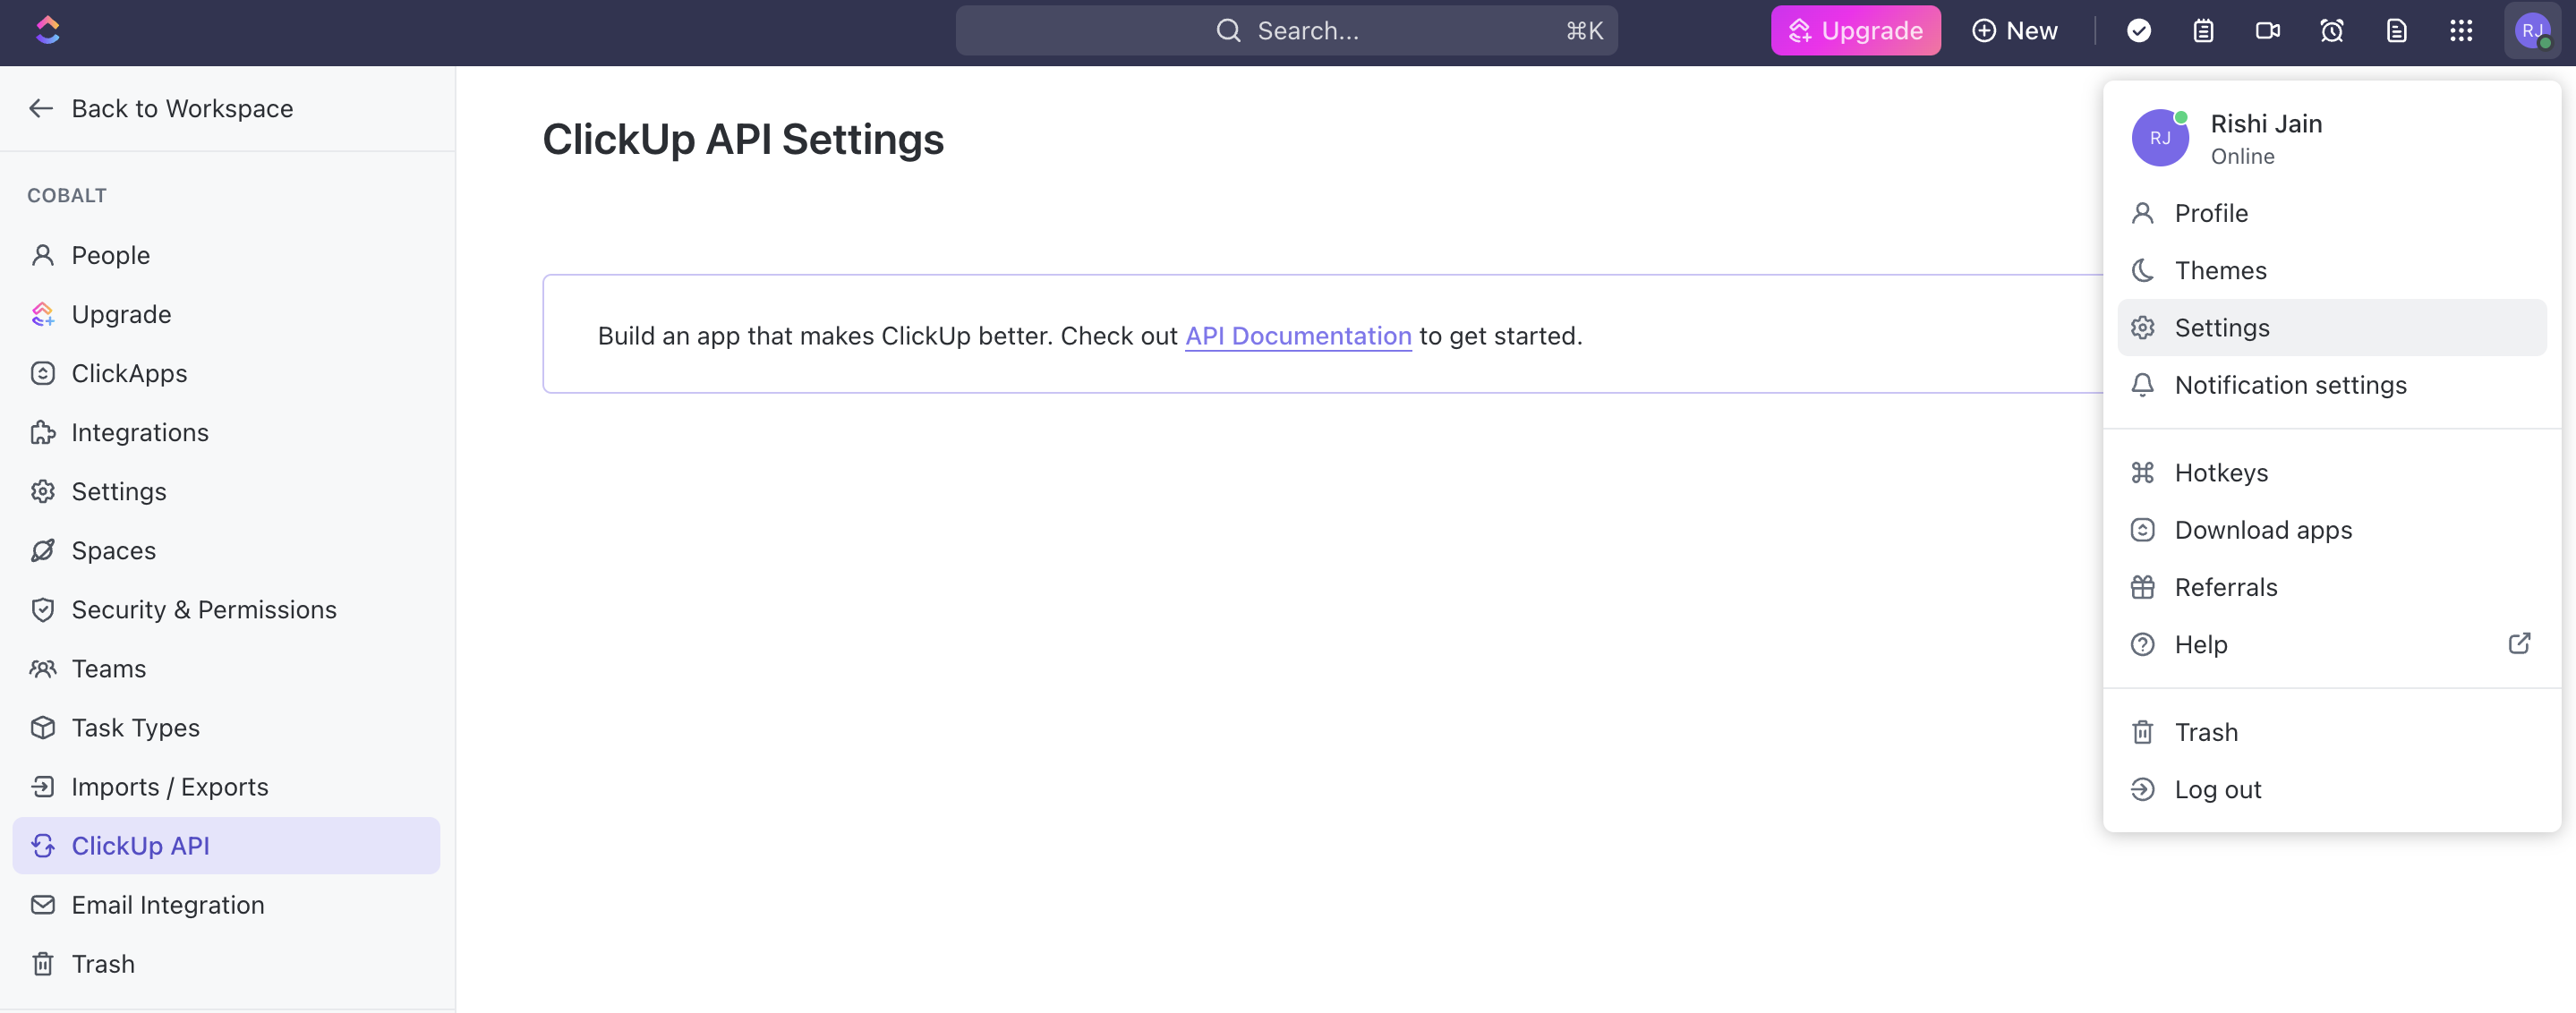 Search...
⌘K
Upgrade
New
RJ
Back to Workspace
COBALT
People
Upgrade
ClickApps
Integrations
Settings
Spaces
Security & Permissions
Teams
Task Types
Imports / Exports
ClickUp API
Email Integration
Trash
ClickUp API Settings
Build an app that makes ClickUp better. Check out API Documentation to get started.
RJ
Rishi Jain
Online
Profile
Themes
Settings
Notification settings
Hotkeys
Download apps
Referrals
Help
Trash
Log out